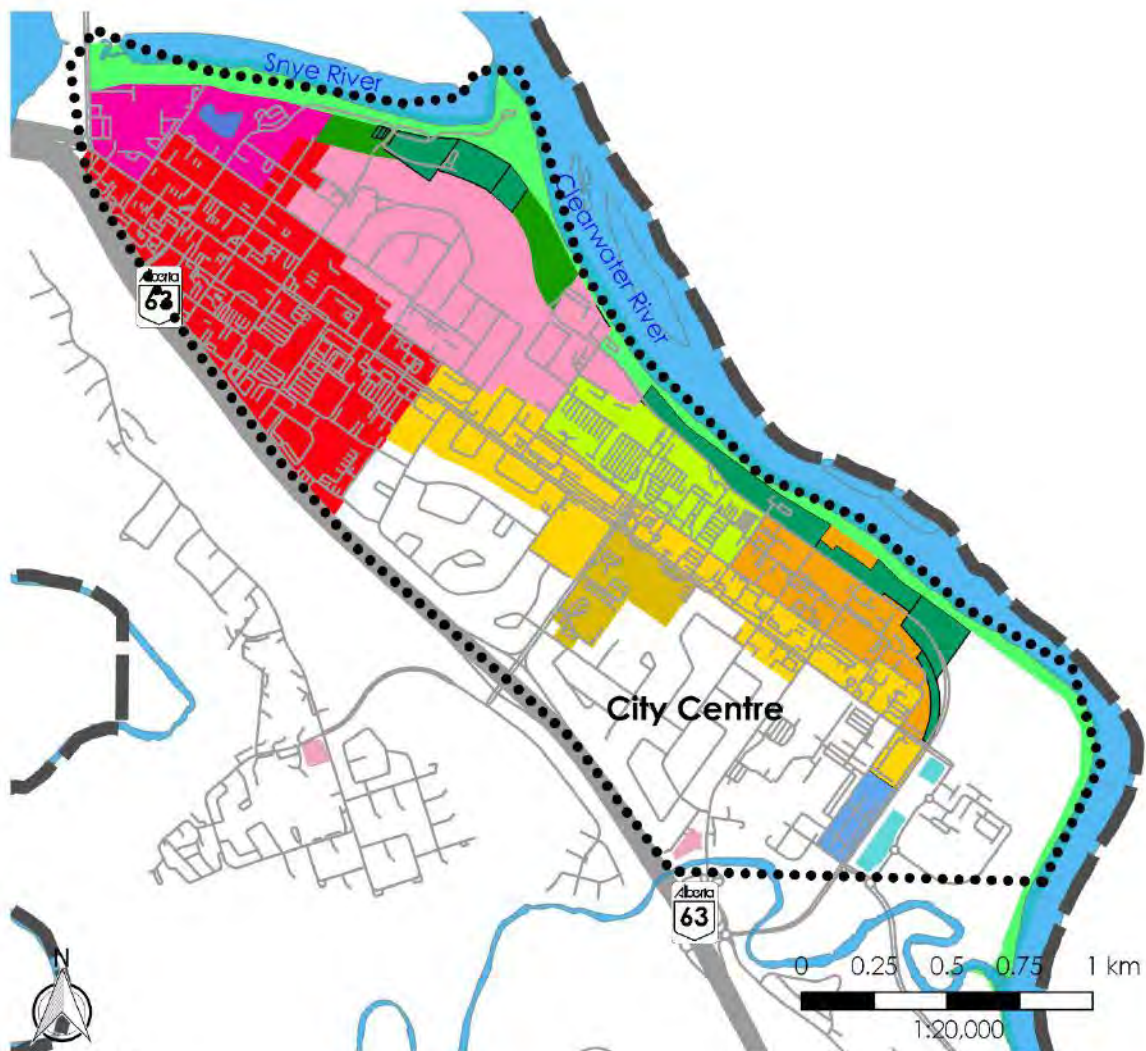 Snye River
Clearwater River
Alberta
63
City Centre
Alberta
63
N
0 0.25 0.5 0.75 1 km
1:20,000